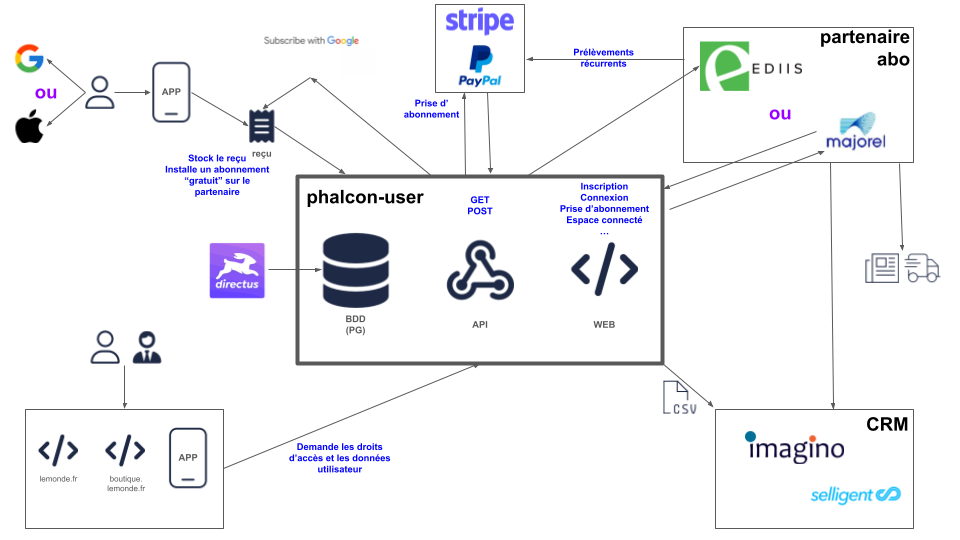 stripe
PayPal
Subscribe with Google
Prélèvements
récurrents
partenaire
abo
EDIIS
ou
majorel
ou
APP
Prise d'
abonnement
reçu
Stock le reçu
Installe un abonnement
“gratuit” sur le
partenaire
phalcon-user
GET
POST
Inscription
Connexion
Prise d'abonnement
Espace connecté
...
directus
BDD
(PG)
API
WEB
CSV
CRM
imagino
selligent
lemonde.fr
boutique.
lemonde.fr
APP
Demande les droits
d'accès et les données
utilisateur